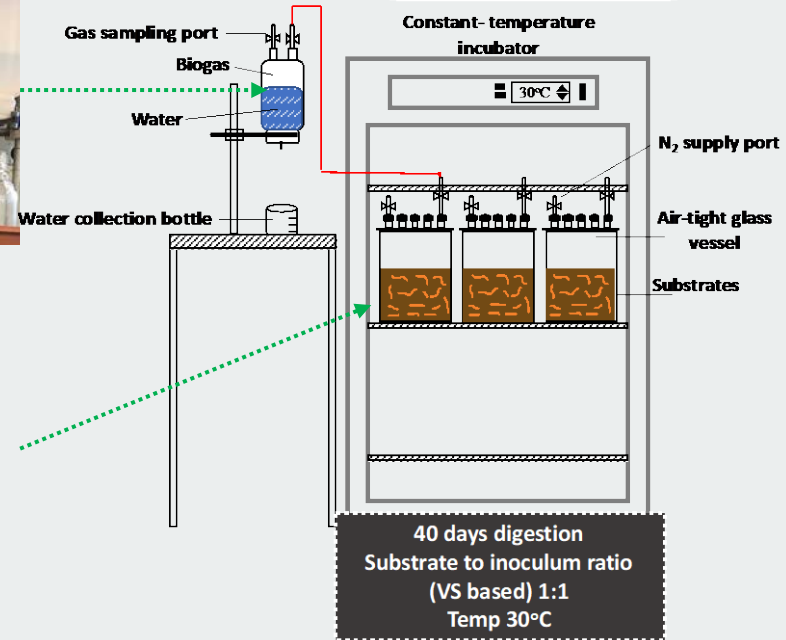 Gas sampling port
Biogas
Water
Water collection bottle
Constant- temperature
incubator
30°C
N₂ supply port
Air-tight glass
vessel
Substrates
40 days digestion
Substrate to inoculum ratio
(VS based) 1:1
Temp 30°C